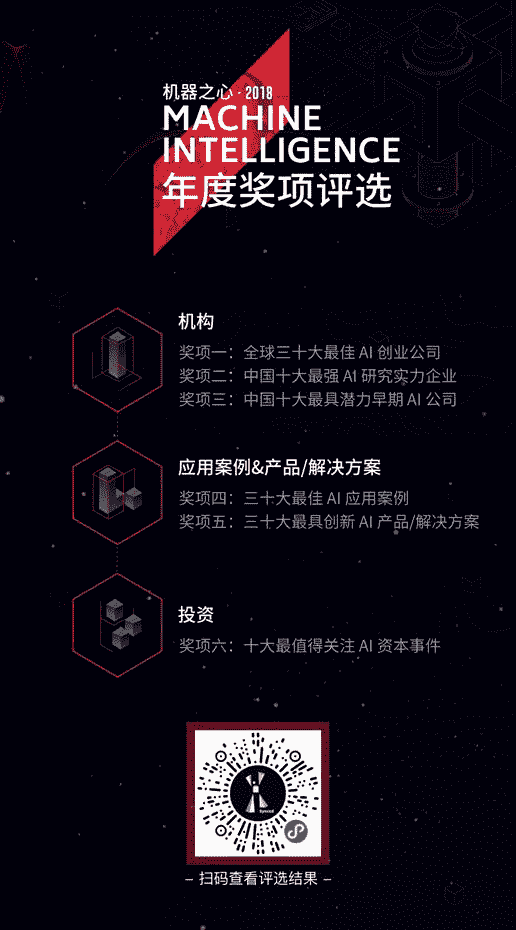 机器之心·2018
MACHINE
INTELLIGENCE
年度奖项评选
机构
奖项一：全球三十大最佳 AI 创业公司
奖项二：中国十大最强 AI 研究实力企业
奖项三：中国十大最具潜力早期 AI 公司
应用案例&产品/解决方案
奖项四：三十大最佳 AI 应用案例
奖项五：三十大最具创新 AI 产品/解决方案
投资
奖项六：十大最值得关注 AI 资本事件
Synced
– 扫码查看评选结果 –